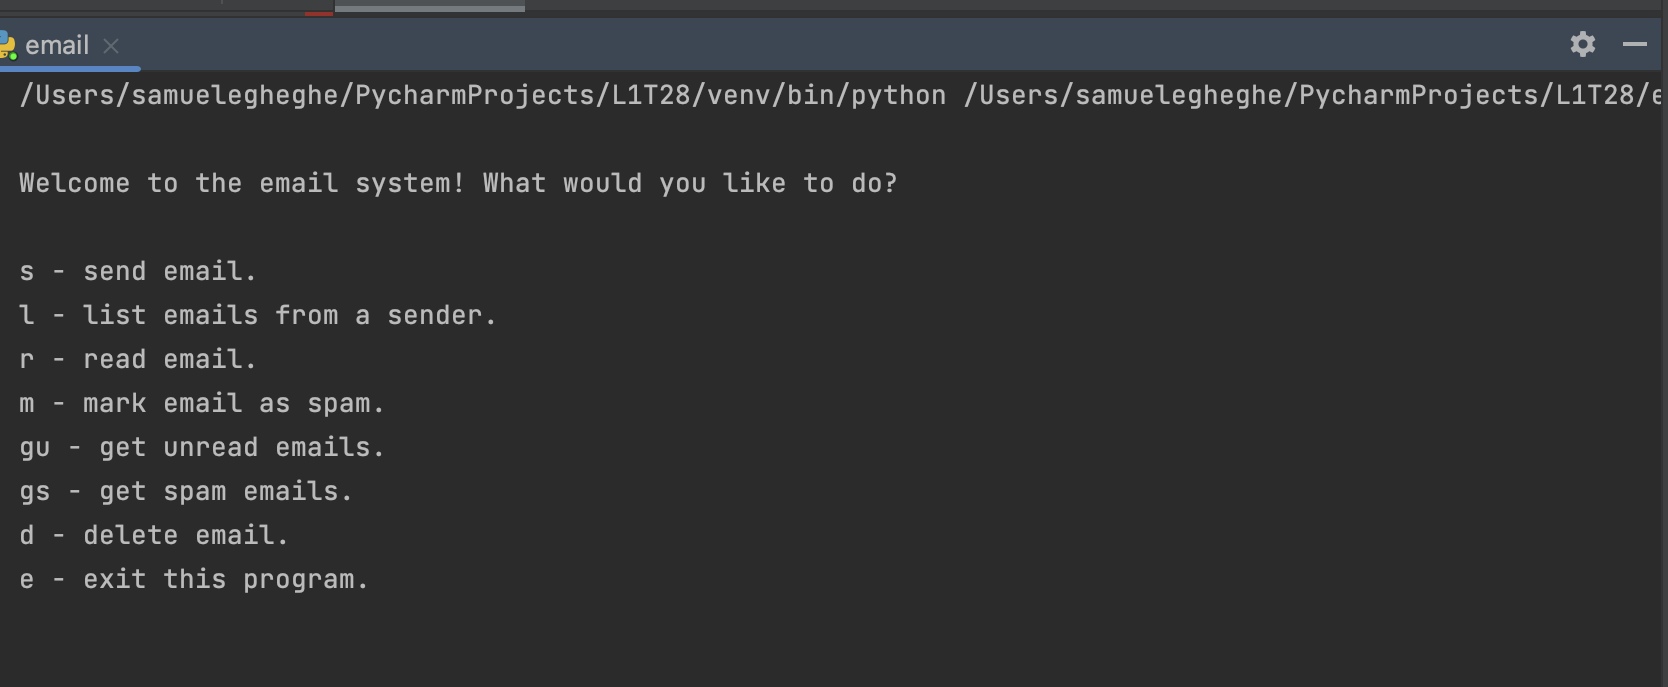 email
/Users/samuelegheghe/PycharmProjects/L1T28/venv/bin/python /Users/samuelegheghe/PycharmProjects/L1T28/e
Welcome to the email system! What would you like to do?
s - send email.
l - list emails from a sender.
r - read email.
m - mark email as spam.
gu - get unread emails.
gs - get spam emails.
d - delete email.
e - exit this program.